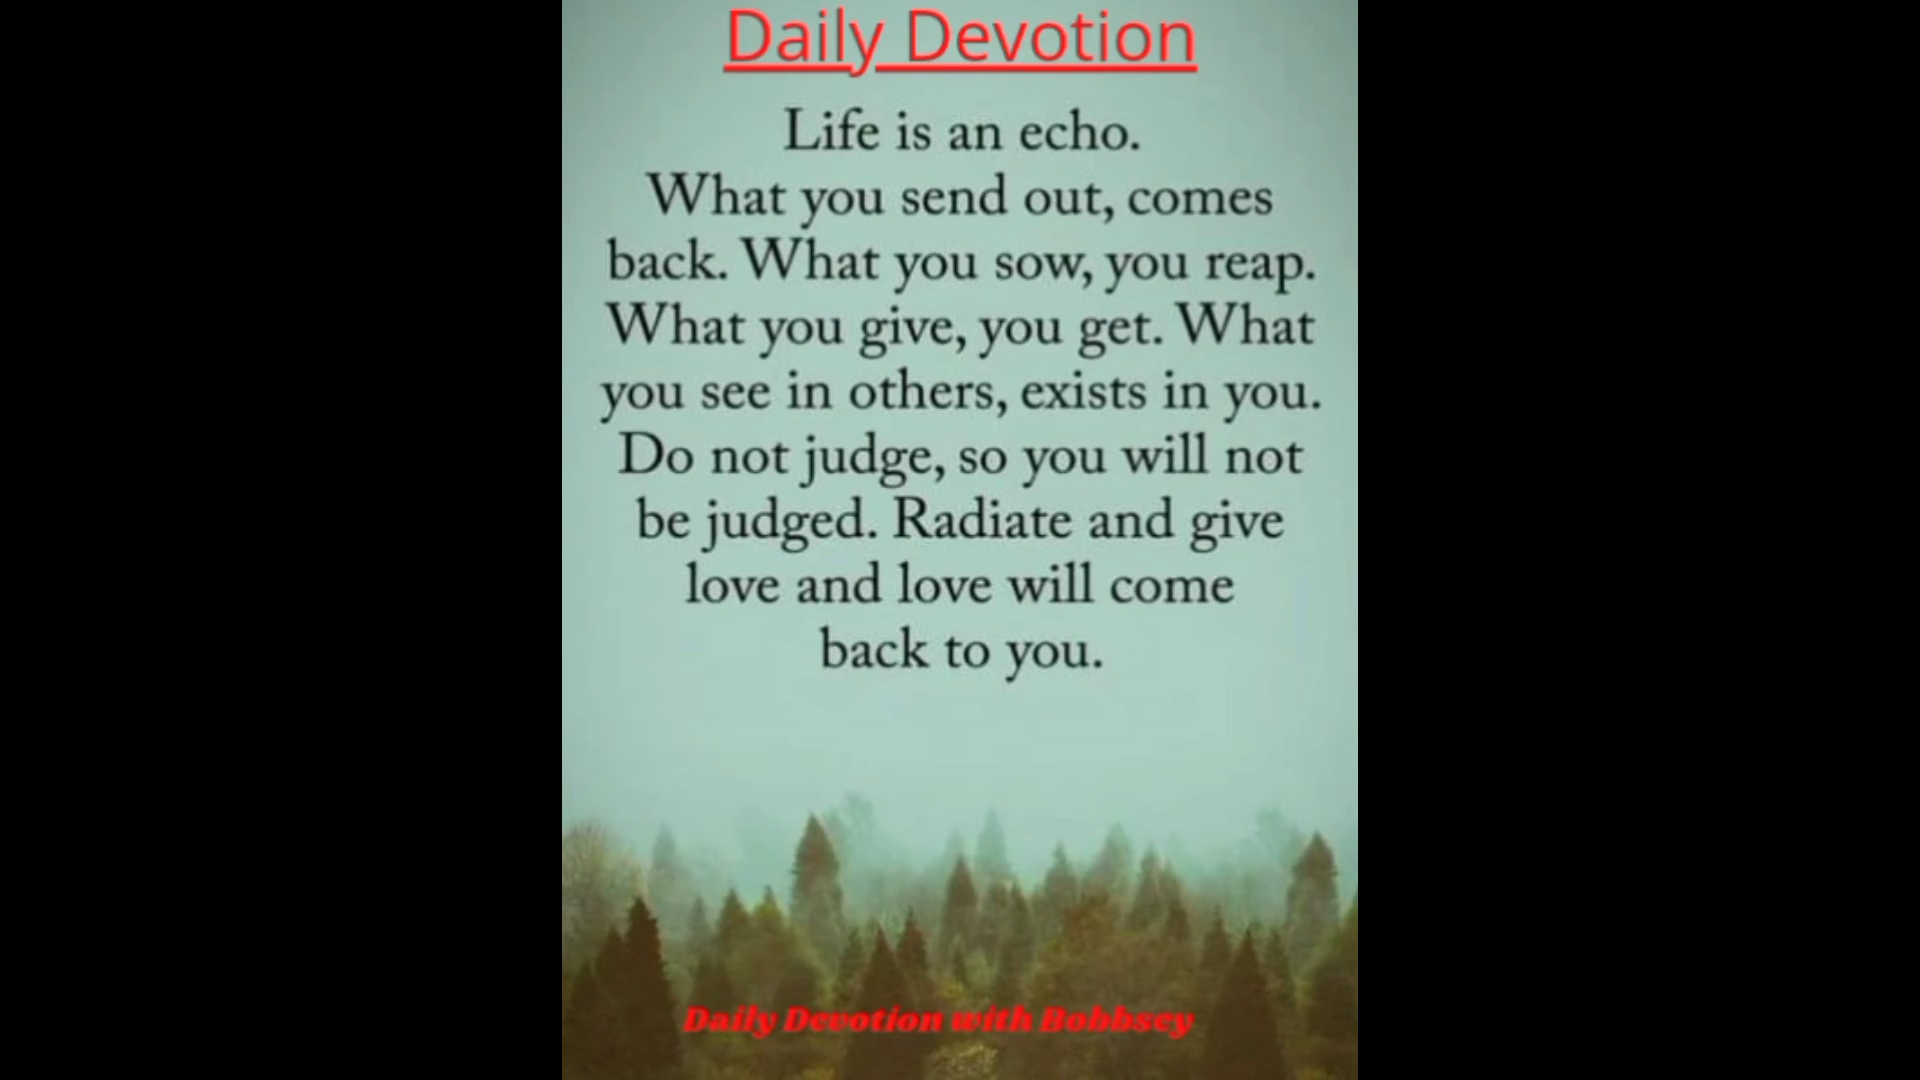 Daily Devotion
Life is an echo.
What you send out, comes
back. What you sow, you reap.
What you give, you get. What
you see in others, exists in you.
Do not judge, so you will not
be judged. Radiate and give
love and love will come
back to you.
Daily Devotion with Bobbsey